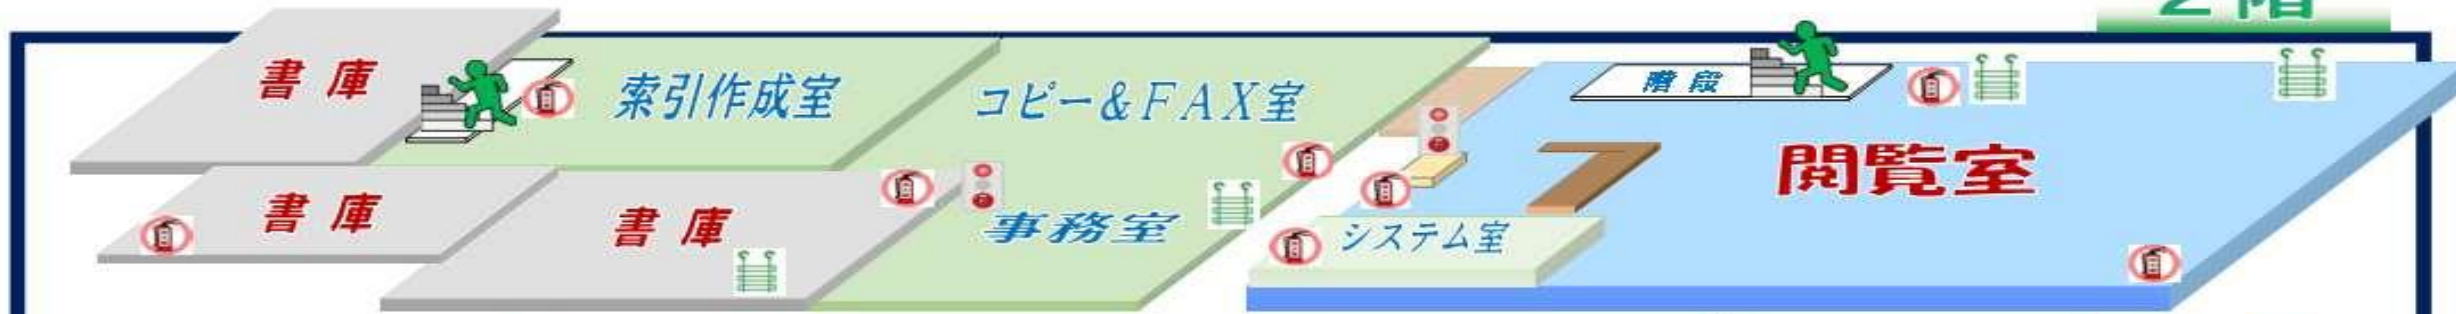 2階
書庫
索引作成室
コピー＆ＦＡＸ室
階段
閲覧室
書庫
書庫
事務室
システム室